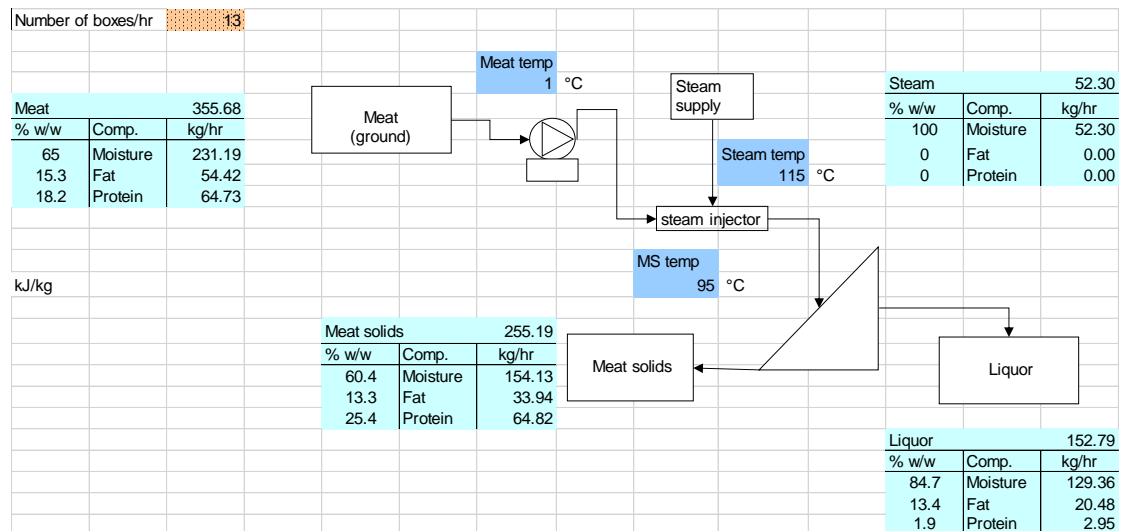 Number of boxes/hr 13
Meat temp
1 °C
Steam
supply
Steam 52.30
% w/w Comp. kg/hr
100 Moisture 52.30
0 Fat 0.00
0 Protein 0.00
Meat 355.68
% w/w Comp. kg/hr
65 Moisture 231.19
15.3 Fat 54.42
18.2 Protein 64.73
Meat
(ground)
Steam temp
115 °C
steam injector
MS temp
95 °C
kJ/kg
Meat solids 255.19
% w/w Comp. kg/hr
60.4 Moisture 154.13
13.3 Fat 33.94
25.4 Protein 64.82
Meat solids
Liquor
Liquor 152.79
% w/w Comp. kg/hr
84.7 Moisture 129.36
13.4 Fat 20.48
1.9 Protein 2.95